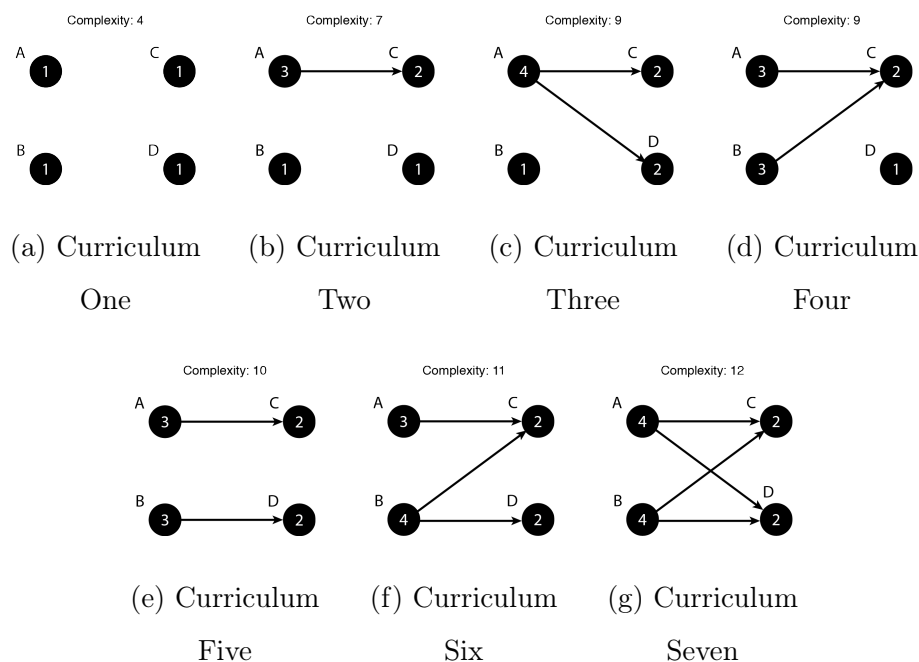 Complexity: 4 Complexity: 7 Complexity: 9 Complexity: 9
A C A C A C A C
1 1 3 2 4 2 3 2
B D B D B D B D
1 1 1 1 1 2 3 1
(a) Curriculum One
(b) Curriculum Two
(c) Curriculum Three
(d) Curriculum Four
Complexity: 10 Complexity: 11 Complexity: 12
A C A C A C
3 2 3 2 4 2
B D B D B D
3 2 4 2 4 2
(e) Curriculum Five
(f) Curriculum Six
(g) Curriculum Seven